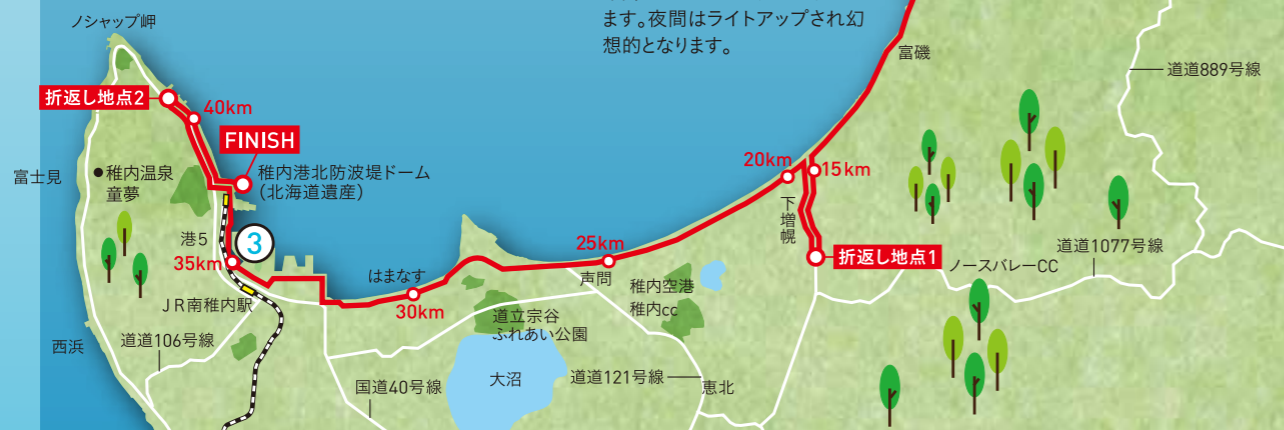 ます。夜間はライトアップされ幻
想的となります。
ノシャップ岬
富磯
道道889号線
折返し地点2
40km
FINISH
稚内港北防波堤ドーム
(北海道遺産)
富士見
稚内温泉
童夢
20km
15km
下増幌
港5
3
35km
25km
声問
折返し地点1
道道1077号線
ノースバレーCC
はまなす
30km
稚内空港
稚内cc
JR南稚内駅
道立宗谷
ふれあい公園
道道106号線
西浜
国道40号線
大沼
道道121号線
恵北